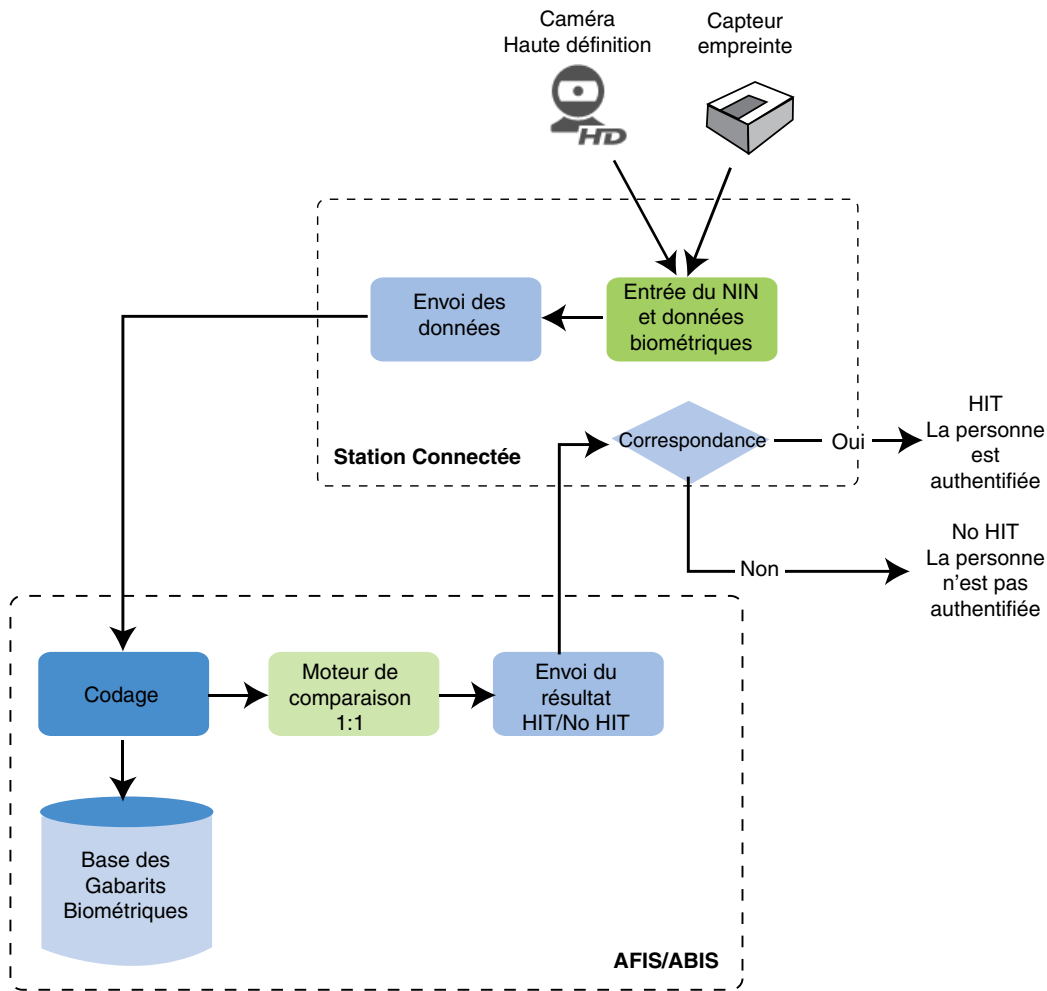 Caméra
Haute définition
HD
Capteur
empreinte
Envoi des
données
Entrée du NIN
et données
biométriques
Correspondance
Oui
HIT
La personne
est
authentifiée
Station Connectée
Non
No HIT
La personne
n'est pas
authentifiée
Codage
Moteur de
comparaison
1:1
Envoi du
résultat
HIT/No HIT
Base des
Gabarits
Biométriques
AFIS/ABIS